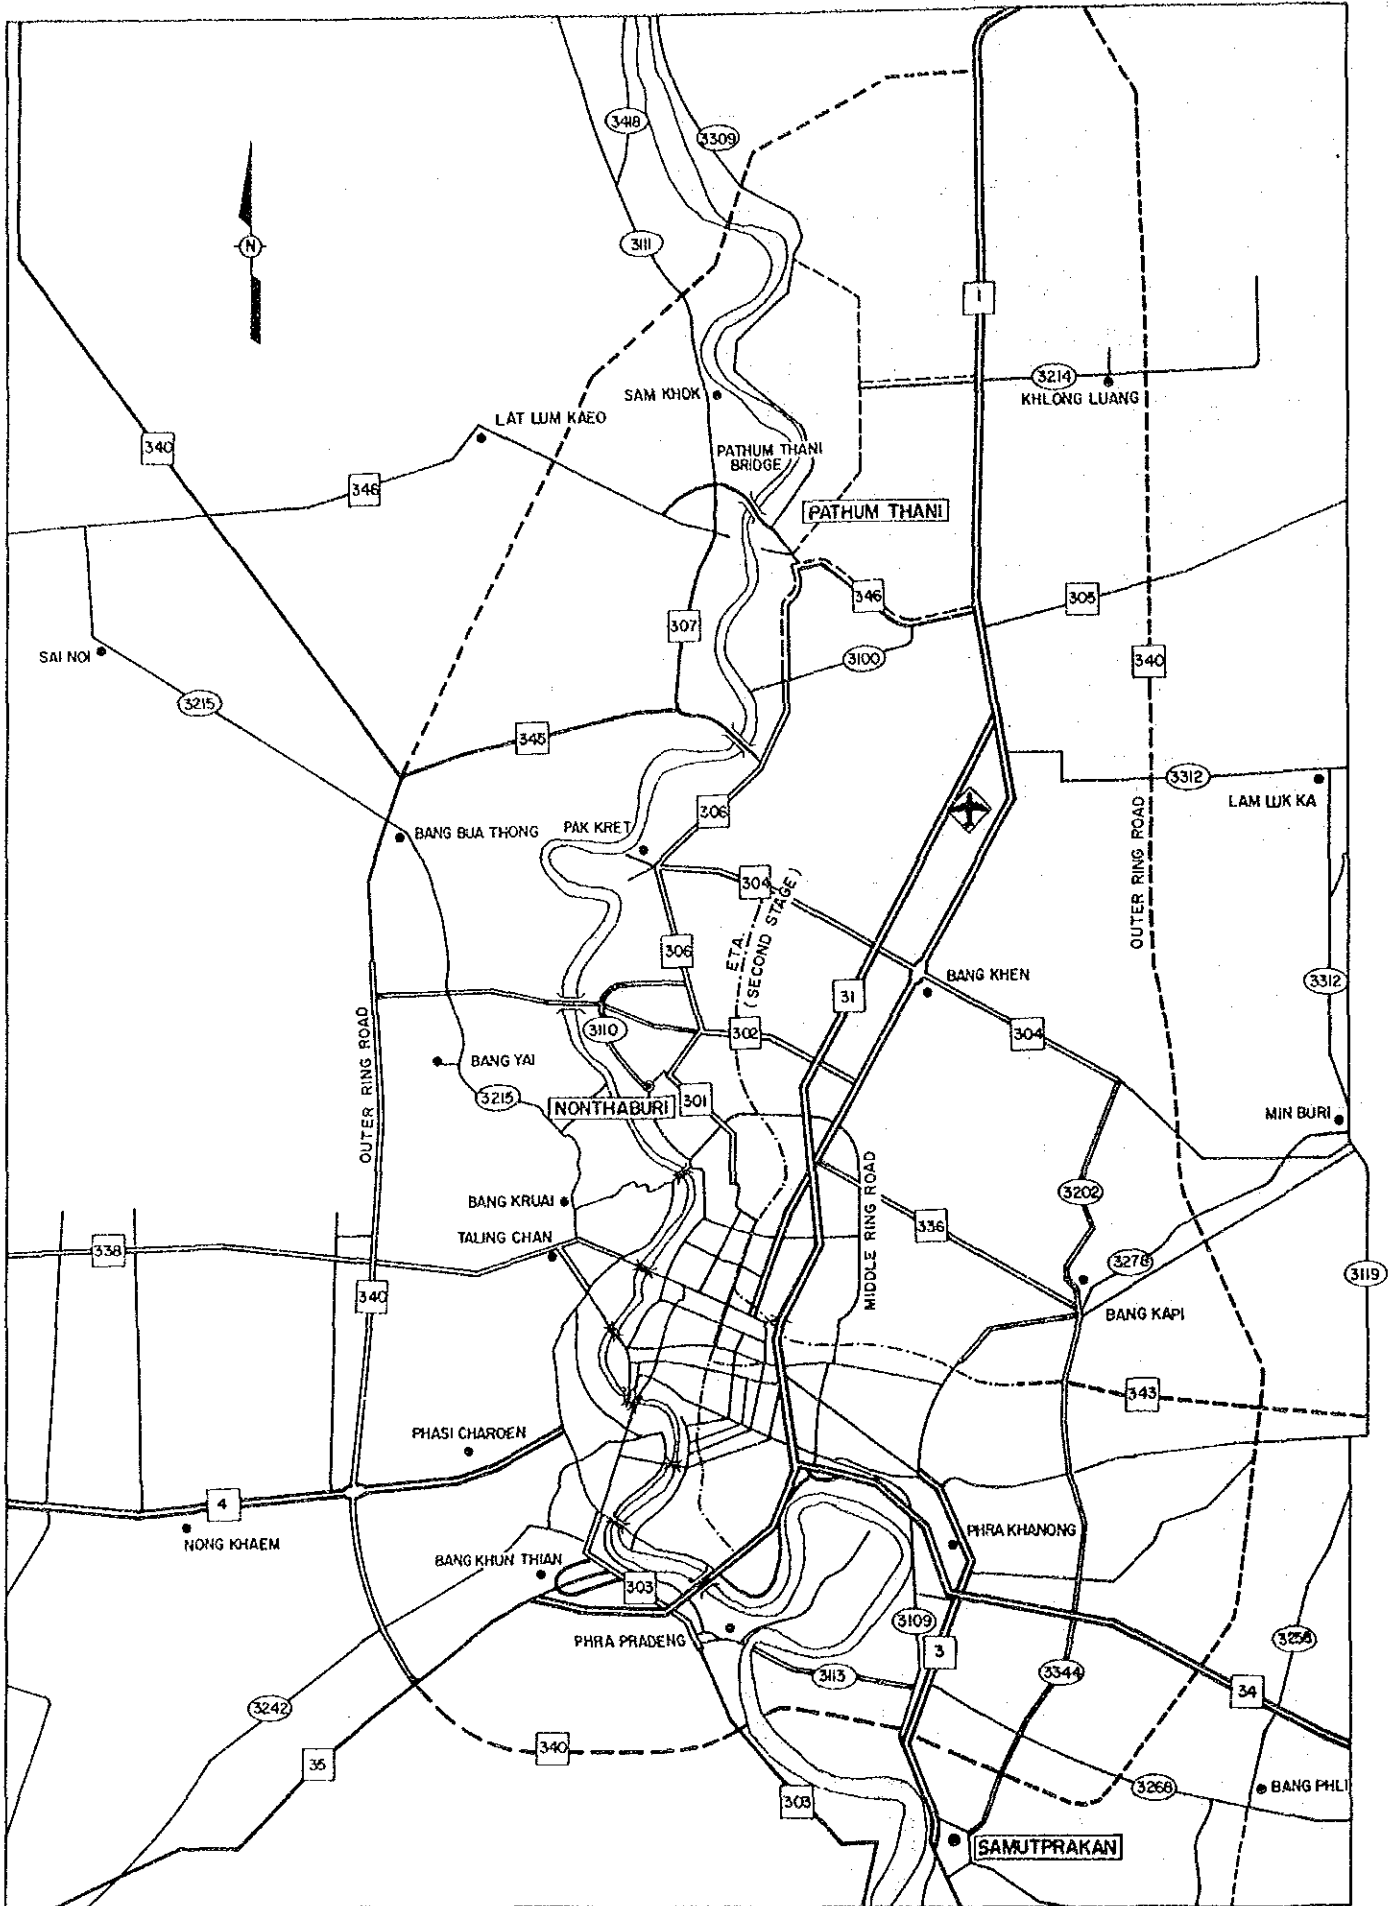 3418
3309
3111
N
1
3214
KHLONG LUANG
SAM KHOK
LAT LUM KAEO
340
PATHUM THANI
BRIDGE
346
PATHUM THANI
346
305
307
SAI NOI
3100
340
3215
345
3312
LAM LUK KA
306
BANG BUA THONG
PAK KRET
304
OUTER RING ROAD
ETA.
(SECOND STAGE)
306
BANG KHEN
3312
31
3110
302
304
OUTER RING ROAD
BANG YAI
3215
NONTHABURI
301
MIN BURI
MIDDLE RING ROAD
3202
BANG KRUAI
336
TALING CHAN
338
3278
3119
340
BANG KAPI
343
PHASI CHAROEN
4
NONG KHAEM
PHRA KHANONG
BANG KHUN THIAN
303
3109
PHRA PRADENG
3
3256
3113
3344
34
3242
340
35
303
3268
BANG PHLI
SAMUTPRAKAN